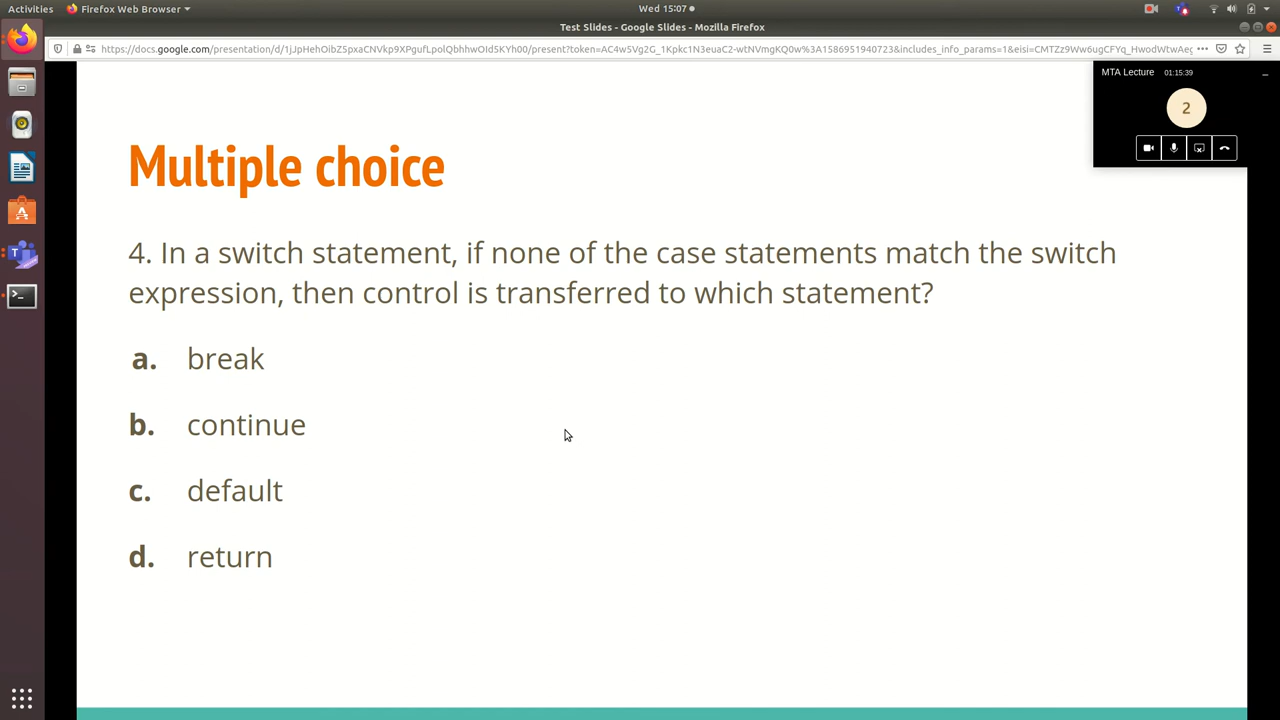 Activities Firefox Web Browser Wed 15:07
Test Slides - Google Slides - Mozilla Firefox
MTA Lecture 01:15:39
2
Multiple choice
4. In a switch statement, if none of the case statements match the switch
expression, then control is transferred to which statement?
a. break
b. continue
c. default
d. return